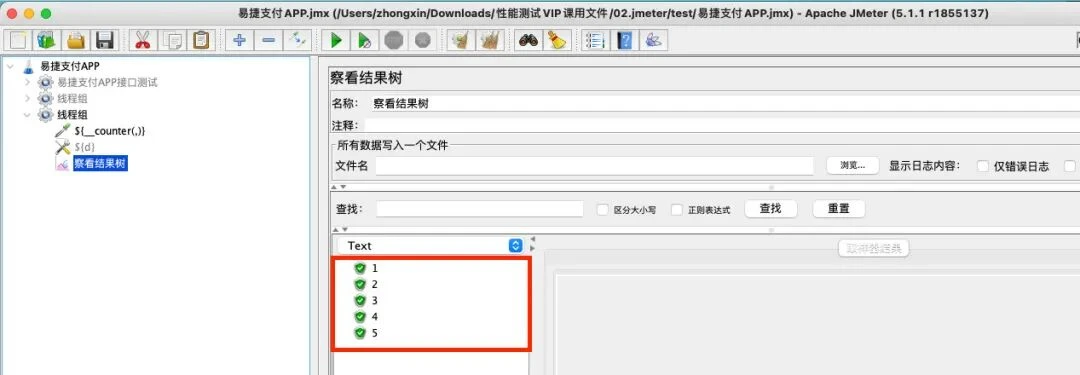 易捷支付APP.jmx (/Users/zhongxin/Downloads/性能测试VIP课用文件/02.jmeter/test/易捷支付APP.jmx) - Apache JMeter (5.1.1 r1855137)
易捷支付APP
易捷支付APP接口测试
线程组
线程组
${__counter(,)}
${d}
察看结果树
察看结果树
名称： 察看结果树
注释：
所有数据写入一个文件
文件名 浏览... 显示日志内容： 仅错误日志
查找： 区分大小写 正则表达式 查找 重置
Text 取样器结果
1
2
3
4
5